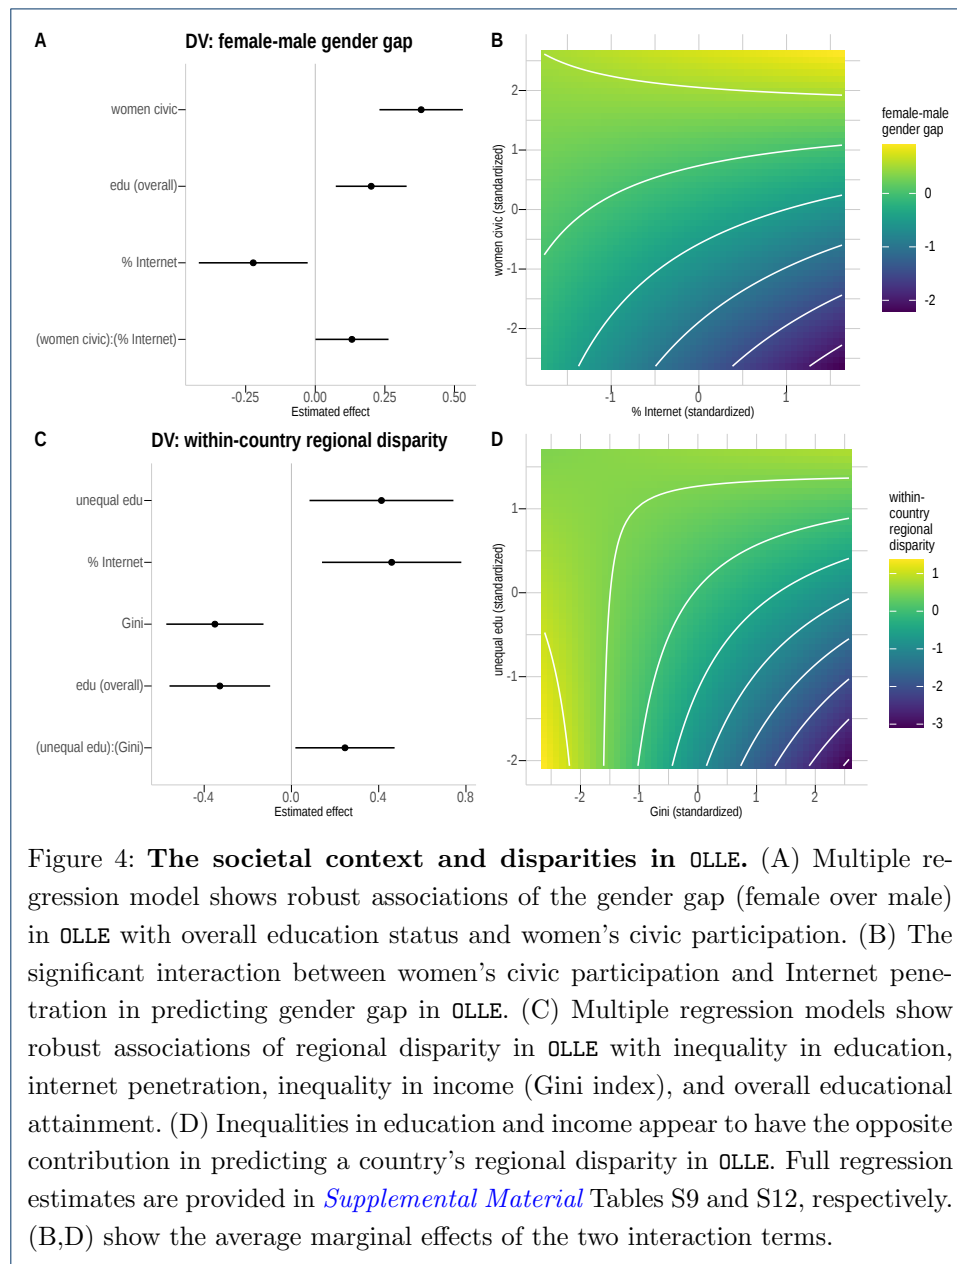 A
DV: female-male gender gap
women civic
edu (overall)
% Internet
(women civic):(% Internet)
-0.25
0.00
0.25
0.50
Estimated effect
B
women civic (standardized)
2
1
0
-1
-2
-1
0
1
% Internet (standardized)
female-male
gender gap
0
-1
-2
C
DV: within-country regional disparity
unequal edu
% Internet
Gini
edu (overall)
(unequal edu):(Gini)
-0.4
0.0
0.4
0.8
Estimated effect
D
unequal edu (standardized)
1
0
-1
-2
-2
-1
0
1
2
Gini (standardized)
within-
country
regional
disparity
1
0
-1
-2
-3
Figure 4: The societal context and disparities in OLLE. (A) Multiple re-
gression model shows robust associations of the gender gap (female over male)
in OLLE with overall education status and women's civic participation. (B) The
significant interaction between women's civic participation and Internet pene-
tration in predicting gender gap in OLLE. (C) Multiple regression models show
robust associations of regional disparity in OLLE with inequality in education,
internet penetration, inequality in income (Gini index), and overall educational
attainment. (D) Inequalities in education and income appear to have the opposite
contribution in predicting a country's regional disparity in OLLE. Full regression
estimates are provided in Supplemental Material Tables S9 and S12, respectively.
(B,D) show the average marginal effects of the two interaction terms.